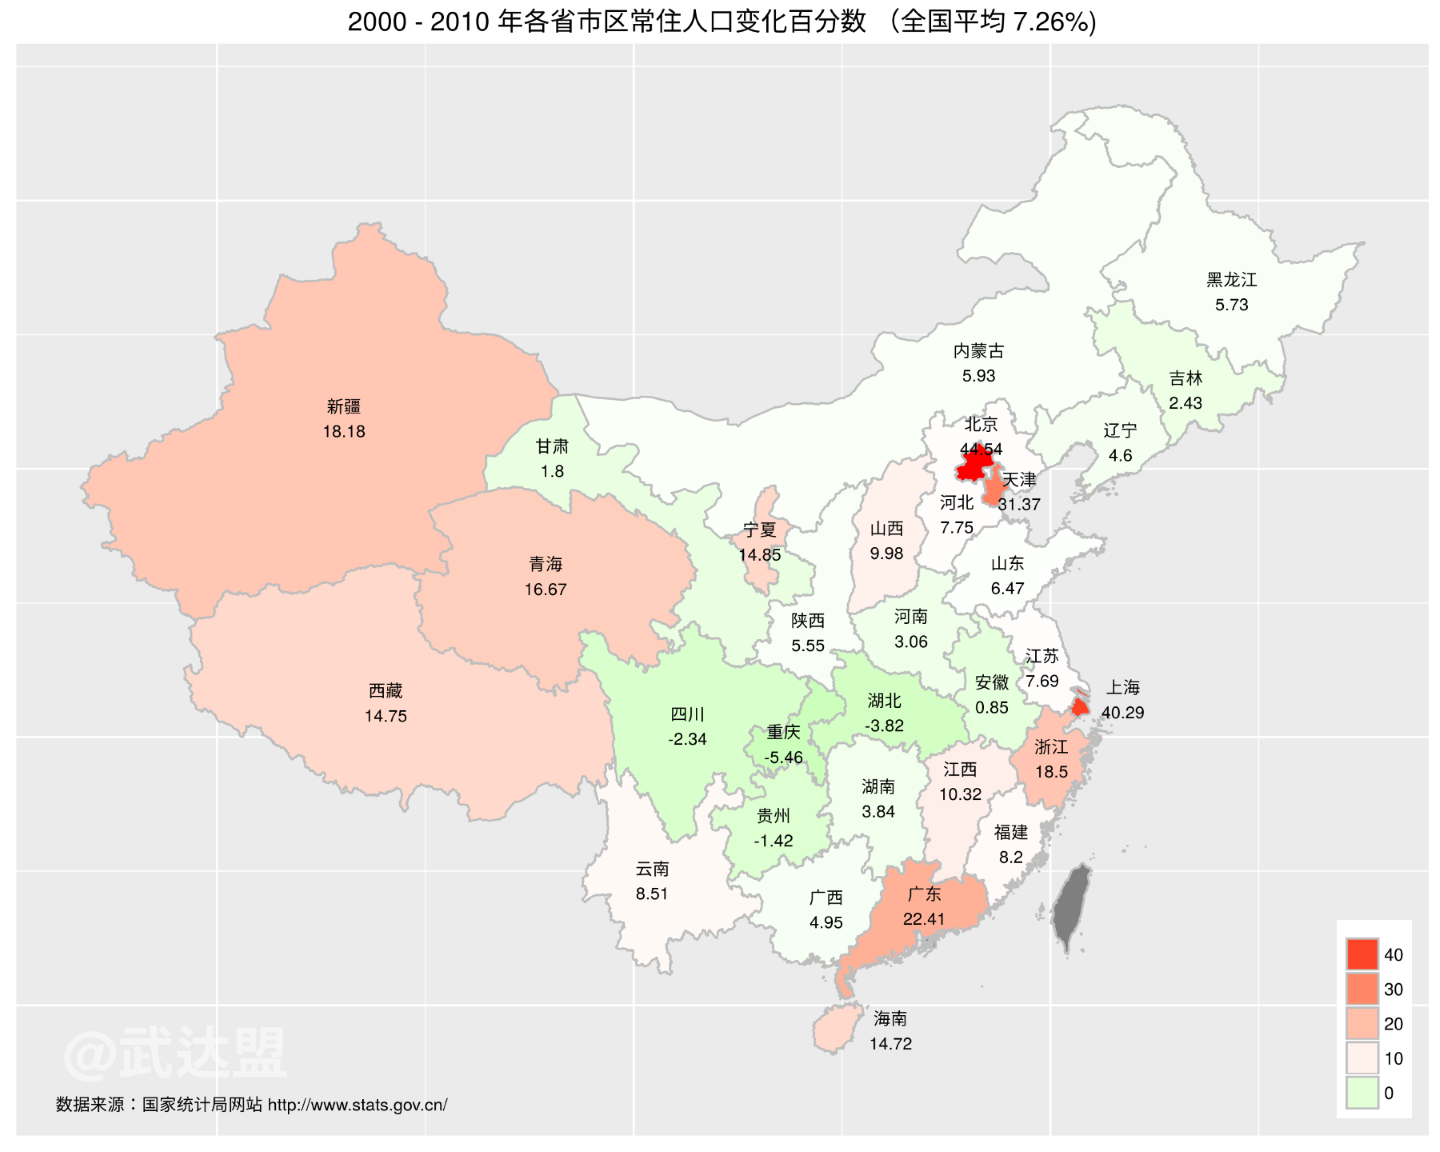 2000 - 2010 年各省市区常住人口变化百分数 （全国平均 7.26%)
黑龙江
5.73
内蒙古
5.93
吉林
2.43
新疆
18.18
北京
44.54
辽宁
4.6
甘肃
1.8
天津
31.37
河北
7.75
宁夏
14.85
山西
9.98
青海
16.67
山东
6.47
陕西
5.55
河南
3.06
江苏
7.69
西藏
14.75
安徽
0.85
上海
40.29
四川
-2.34
重庆
-5.46
湖北
-3.82
浙江
18.5
江西
10.32
湖南
3.84
贵州
-1.42
福建
8.2
云南
8.51
广西
4.95
广东
22.41
海南
14.72
40
30
20
10
0
@武达盟
数据来源：国家统计局网站 http://www.stats.gov.cn/